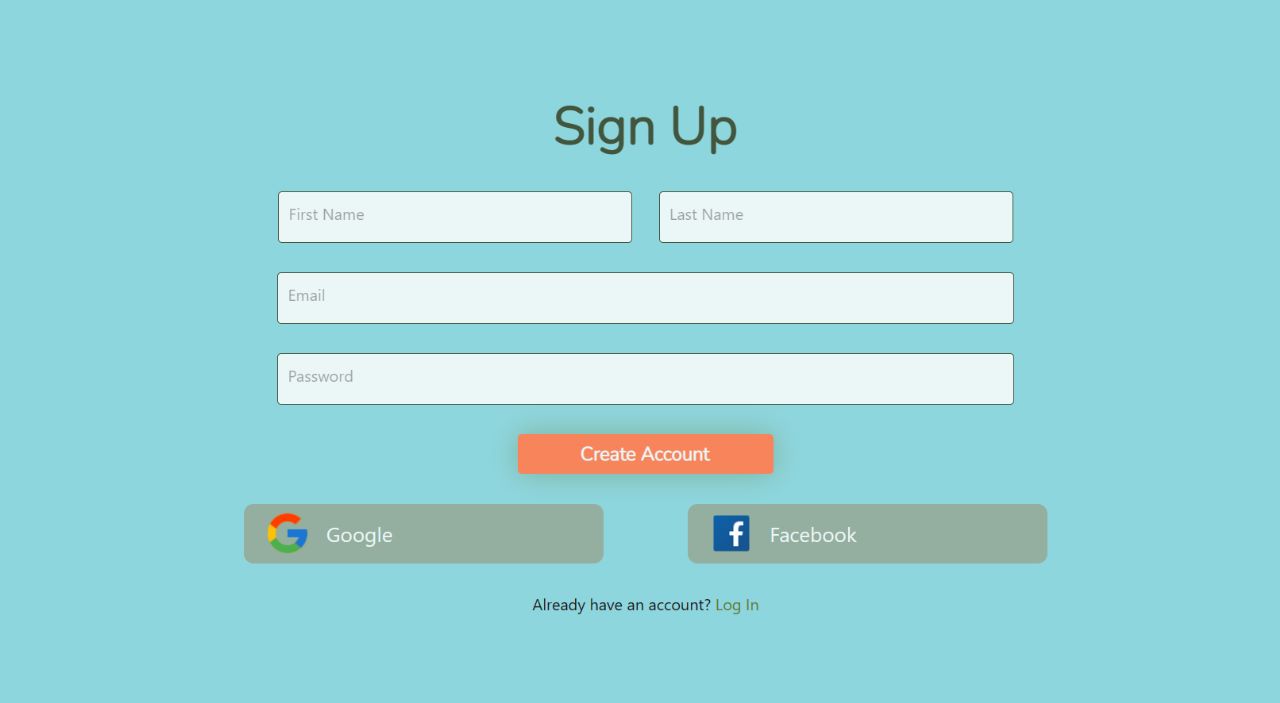 Sign Up
First Name Last Name
Email
Password
Create Account
Google Facebook
Already have an account? Log In